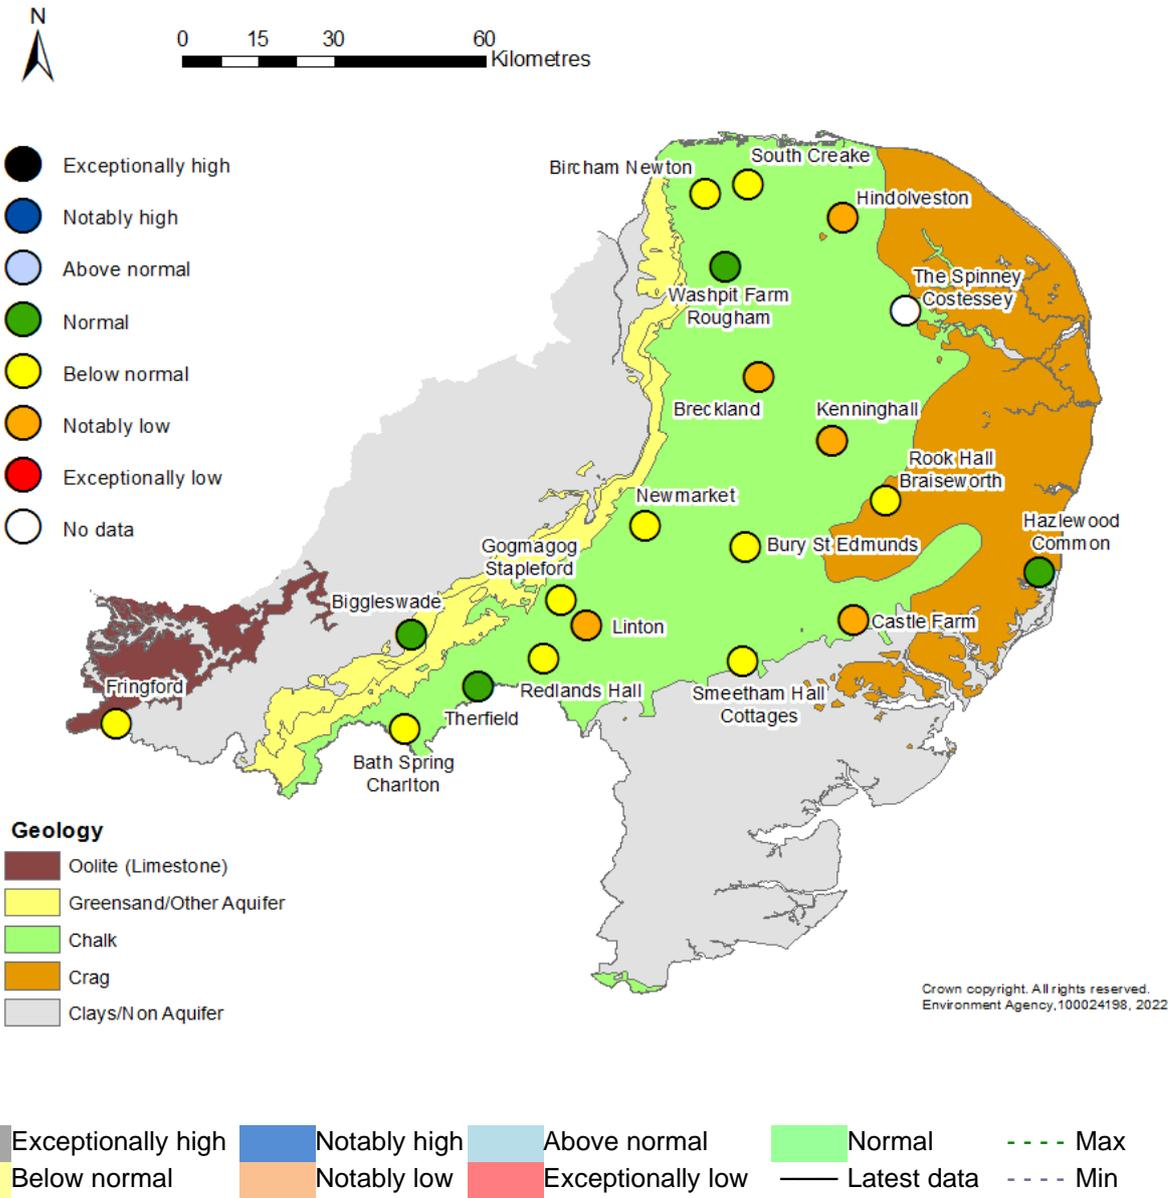 N
0 15 30 60
Kilometres
Exceptionally high
Notably high
Above normal
Normal
Below normal
Notably low
Exceptionally low
No data
Bircham Newton
South Creake
Hindolveston
Washpit Farm
Rougham
The Spinney
Costessey
Breckland
Kenninghall
Rook Hall
Braiseworth
Newmarket
Bury St Edmunds
Hazlewood
Common
Gogmagog
Stapleford
Biggleswade
Linton
Castle Farm
Fringford
Redlands Hall
Smeetham Hall
Cottages
Therfield
Bath Spring
Charlton
Geology
Oolite (Limestone)
Greensand/Other Aquifer
Chalk
Crag
Clays/Non Aquifer
Crown copyright. All rights reserved.
Environment Agency,100024198, 2022
Exceptionally high Notably high Above normal Normal Max
Below normal Notably low Exceptionally low Latest data Min